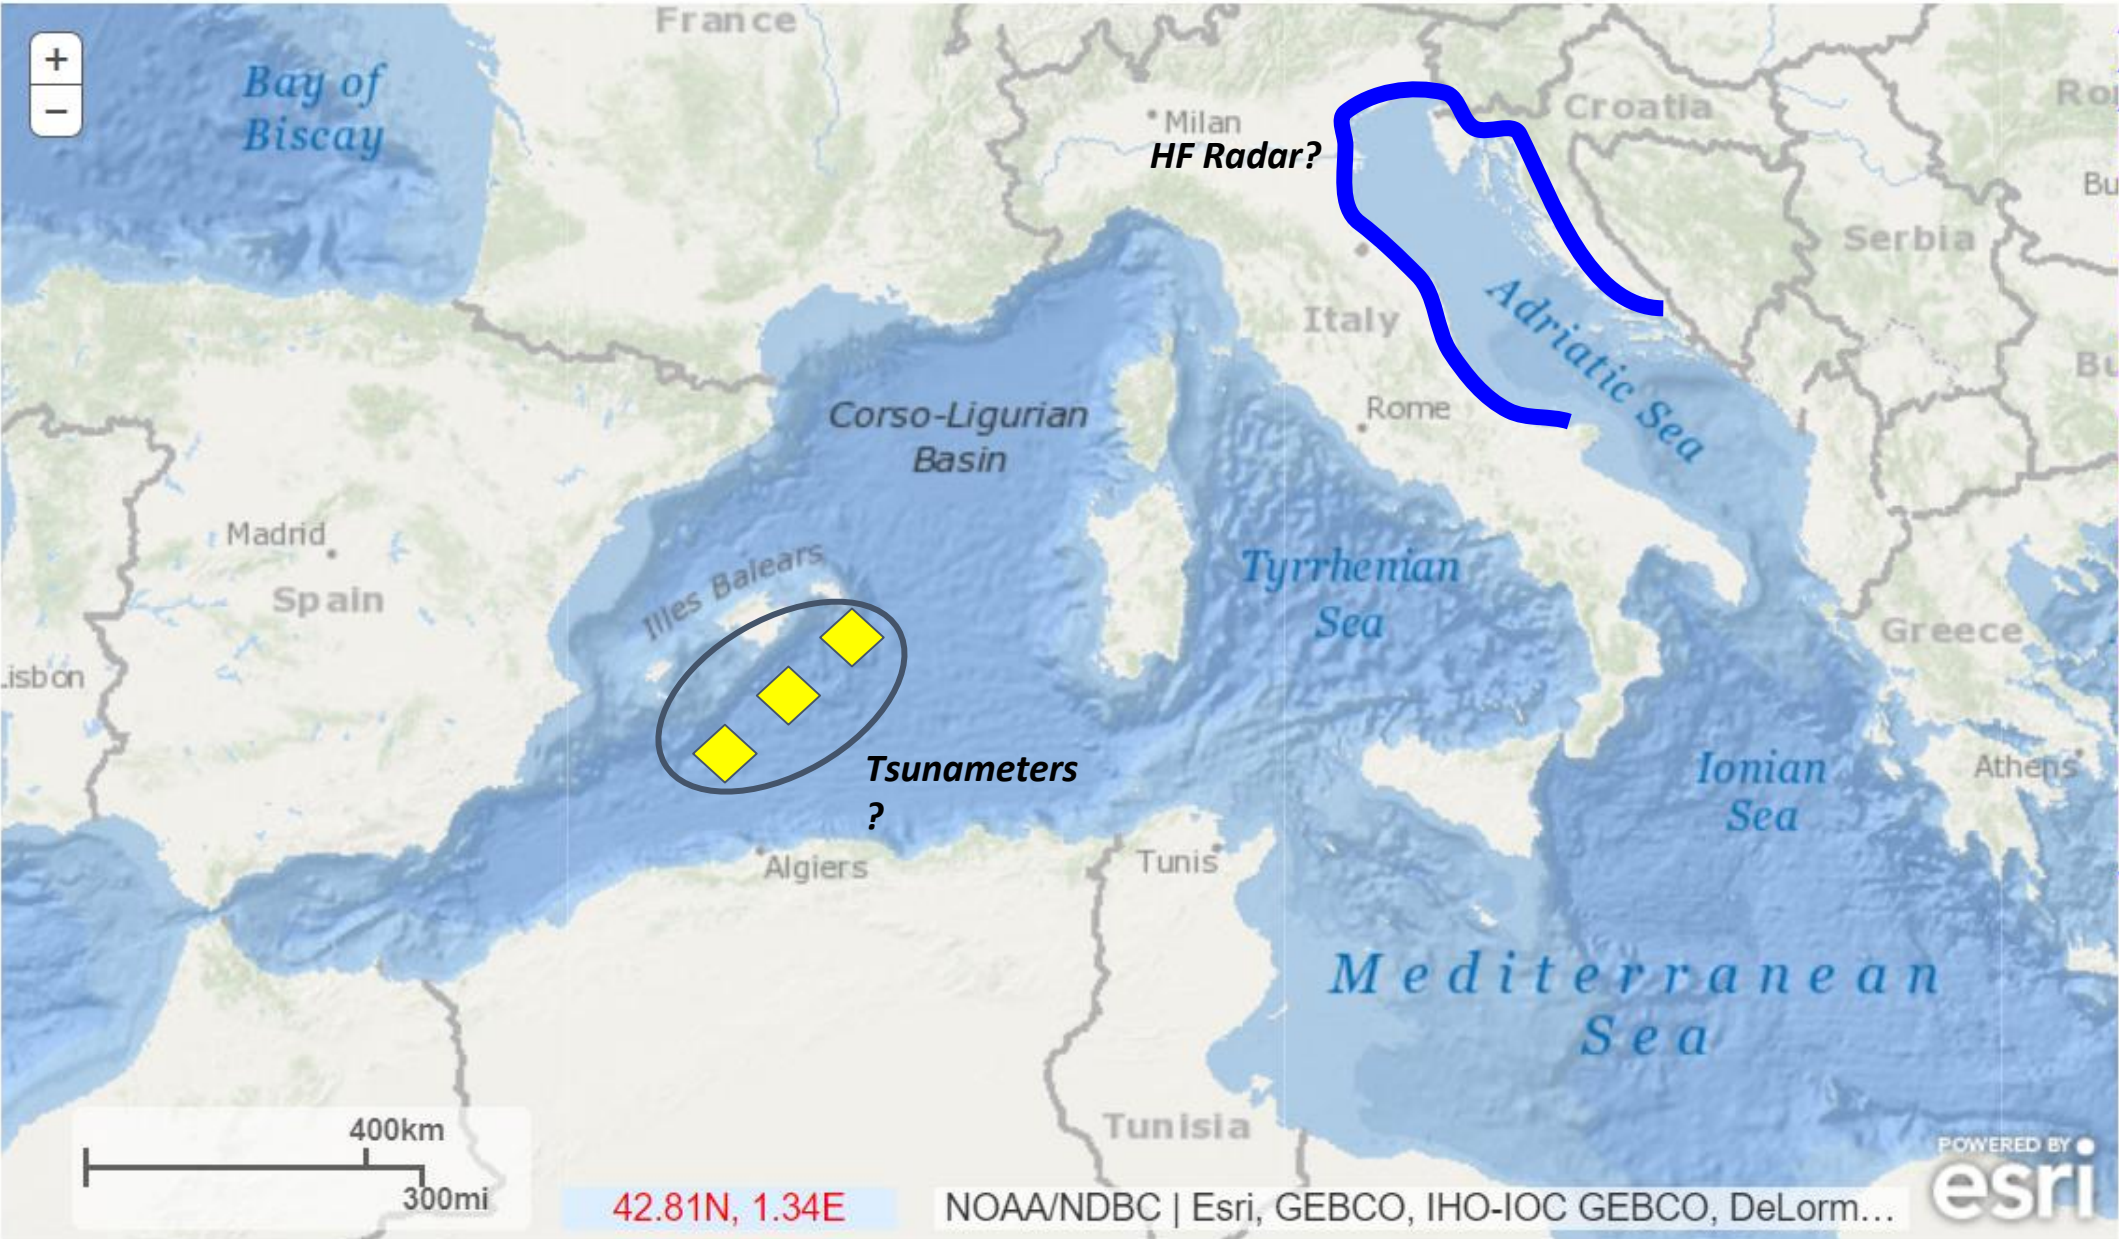 +
−
France
Bay of
Biscay
Milan
HF Radar?
Croatia
Ro
Bu
Serbia
Adriatic Sea
Italy
Bu
Corso-Ligurian
Basin
Rome
Madrid
Spain
Illes Balears
Tyrrhenian
Sea
Greece
isbon
Tsunameters
?
Ionian
Sea
Athens
Algiers
Tunis
Mediterranean
Sea
Tunisia
400km
300mi
42.81N, 1.34E
NOAA/NDBC | Esri, GEBCO, IHO-IOC GEBCO, DeLorm…
POWERED BY
esri